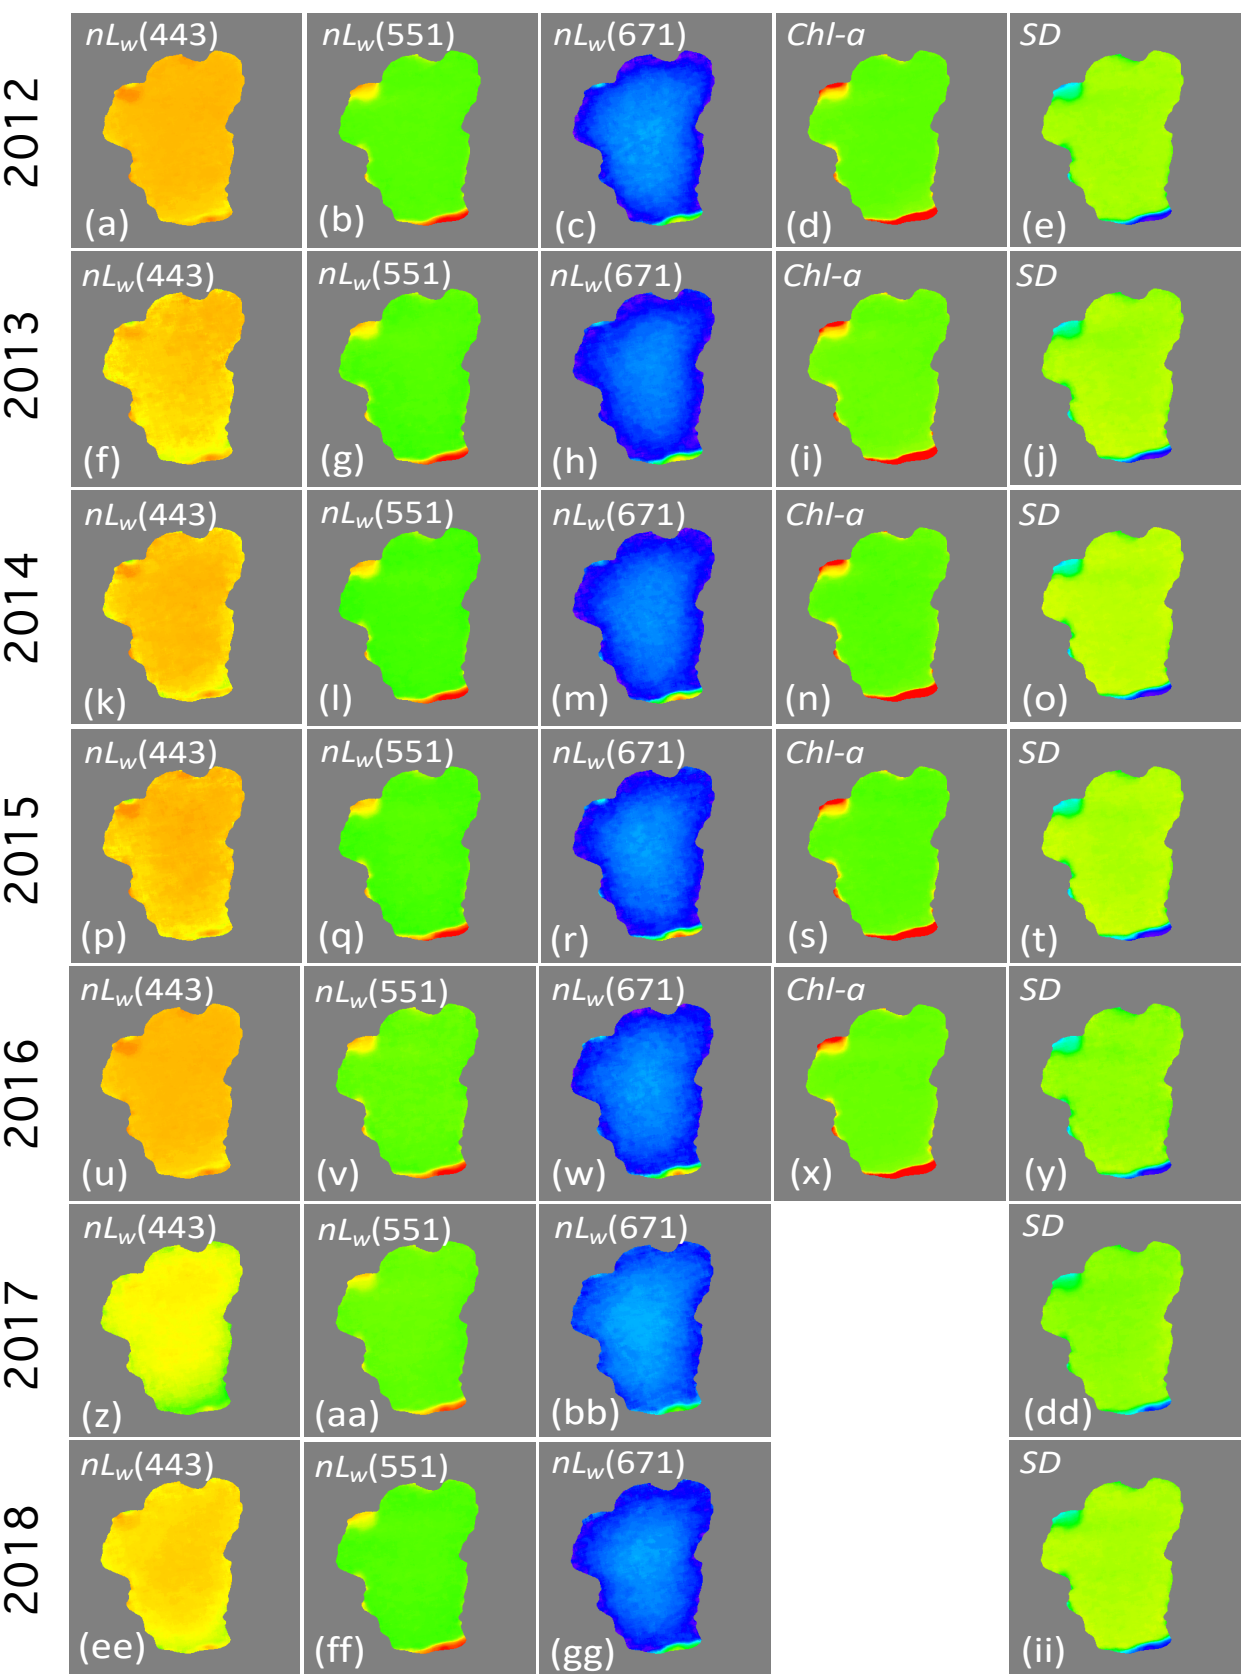 2012
nLw(443) nLw(551) nLw(671) Chl-a SD
(a) (b) (c) (d) (e)
2013
nLw(443) nLw(551) nLw(671) Chl-a SD
(f) (g) (h) (i) (j)
2014
nLw(443) nLw(551) nLw(671) Chl-a SD
(k) (l) (m) (n) (o)
2015
nLw(443) nLw(551) nLw(671) Chl-a SD
(p) (q) (r) (s) (t)
2016
nLw(443) nLw(551) nLw(671) Chl-a SD
(u) (v) (w) (x) (y)
2017
nLw(443) nLw(551) nLw(671) SD
(z) (aa) (bb) (dd)
2018
nLw(443) nLw(551) nLw(671) SD
(ee) (ff) (gg) (ii)